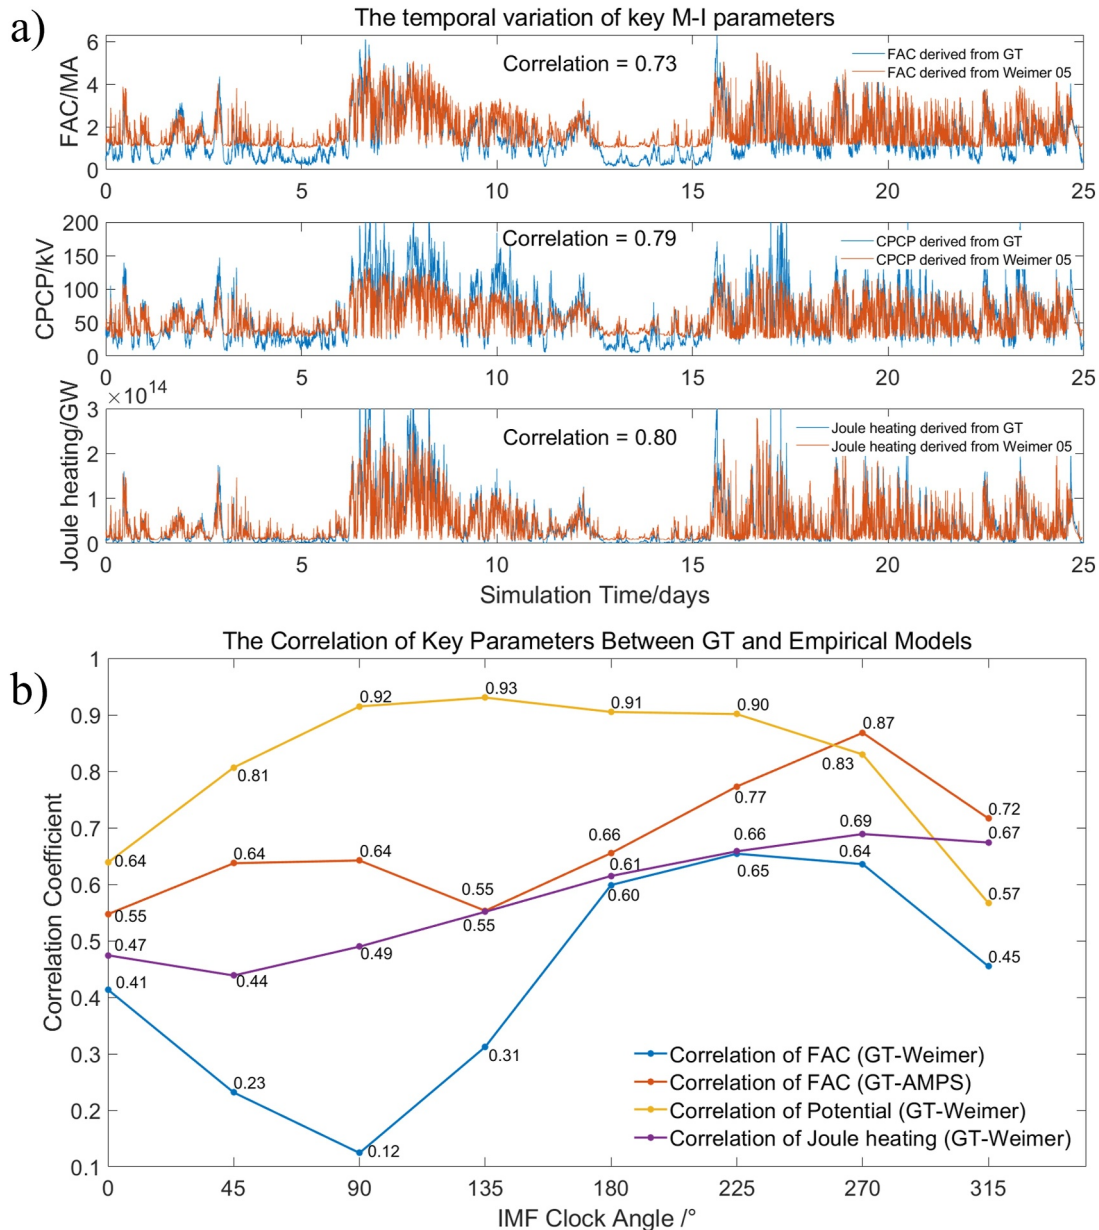 a)
The temporal variation of key M-I parameters
FAC/MA
6
4
2
0
Correlation = 0.73
FAC derived from GT
FAC derived from Weimer 05
0 5 10 15 20 25
CPCP/kV
200
150
100
50
0
Correlation = 0.79
CPCP derived from GT
CPCP derived from Weimer 05
0 5 10 15 20 25
Joule heating/GW
×10^14
3
2
1
0
Correlation = 0.80
Joule heating derived from GT
Joule heating derived from Weimer 05
0 5 10 15 20 25
Simulation Time/days
b)
The Correlation of Key Parameters Between GT and Empirical Models
Correlation Coefficient
1
0.9
0.8
0.7
0.6
0.5
0.4
0.3
0.2
0.1
0.64 0.81 0.92 0.93 0.91 0.90 0.83 0.57
0.55 0.64 0.64 0.55 0.66 0.77 0.87 0.72
0.47 0.44 0.49 0.55 0.61 0.66 0.69 0.67
0.41 0.23 0.12 0.31 0.60 0.65 0.64 0.45
Correlation of FAC (GT-Weimer)
Correlation of FAC (GT-AMPS)
Correlation of Potential (GT-Weimer)
Correlation of Joule heating (GT-Weimer)
0 45 90 135 180 225 270 315
IMF Clock Angle /°